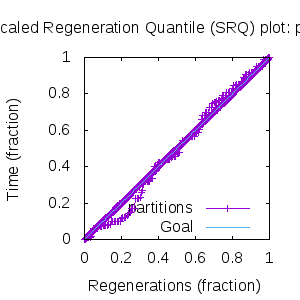 caled Regeneration Quantile (SRQ) plot: p
1
0.8
0.6
0.4
0.2
0
Time (fraction)
partitions
Goal
0 0.2 0.4 0.6 0.8 1
Regenerations (fraction)